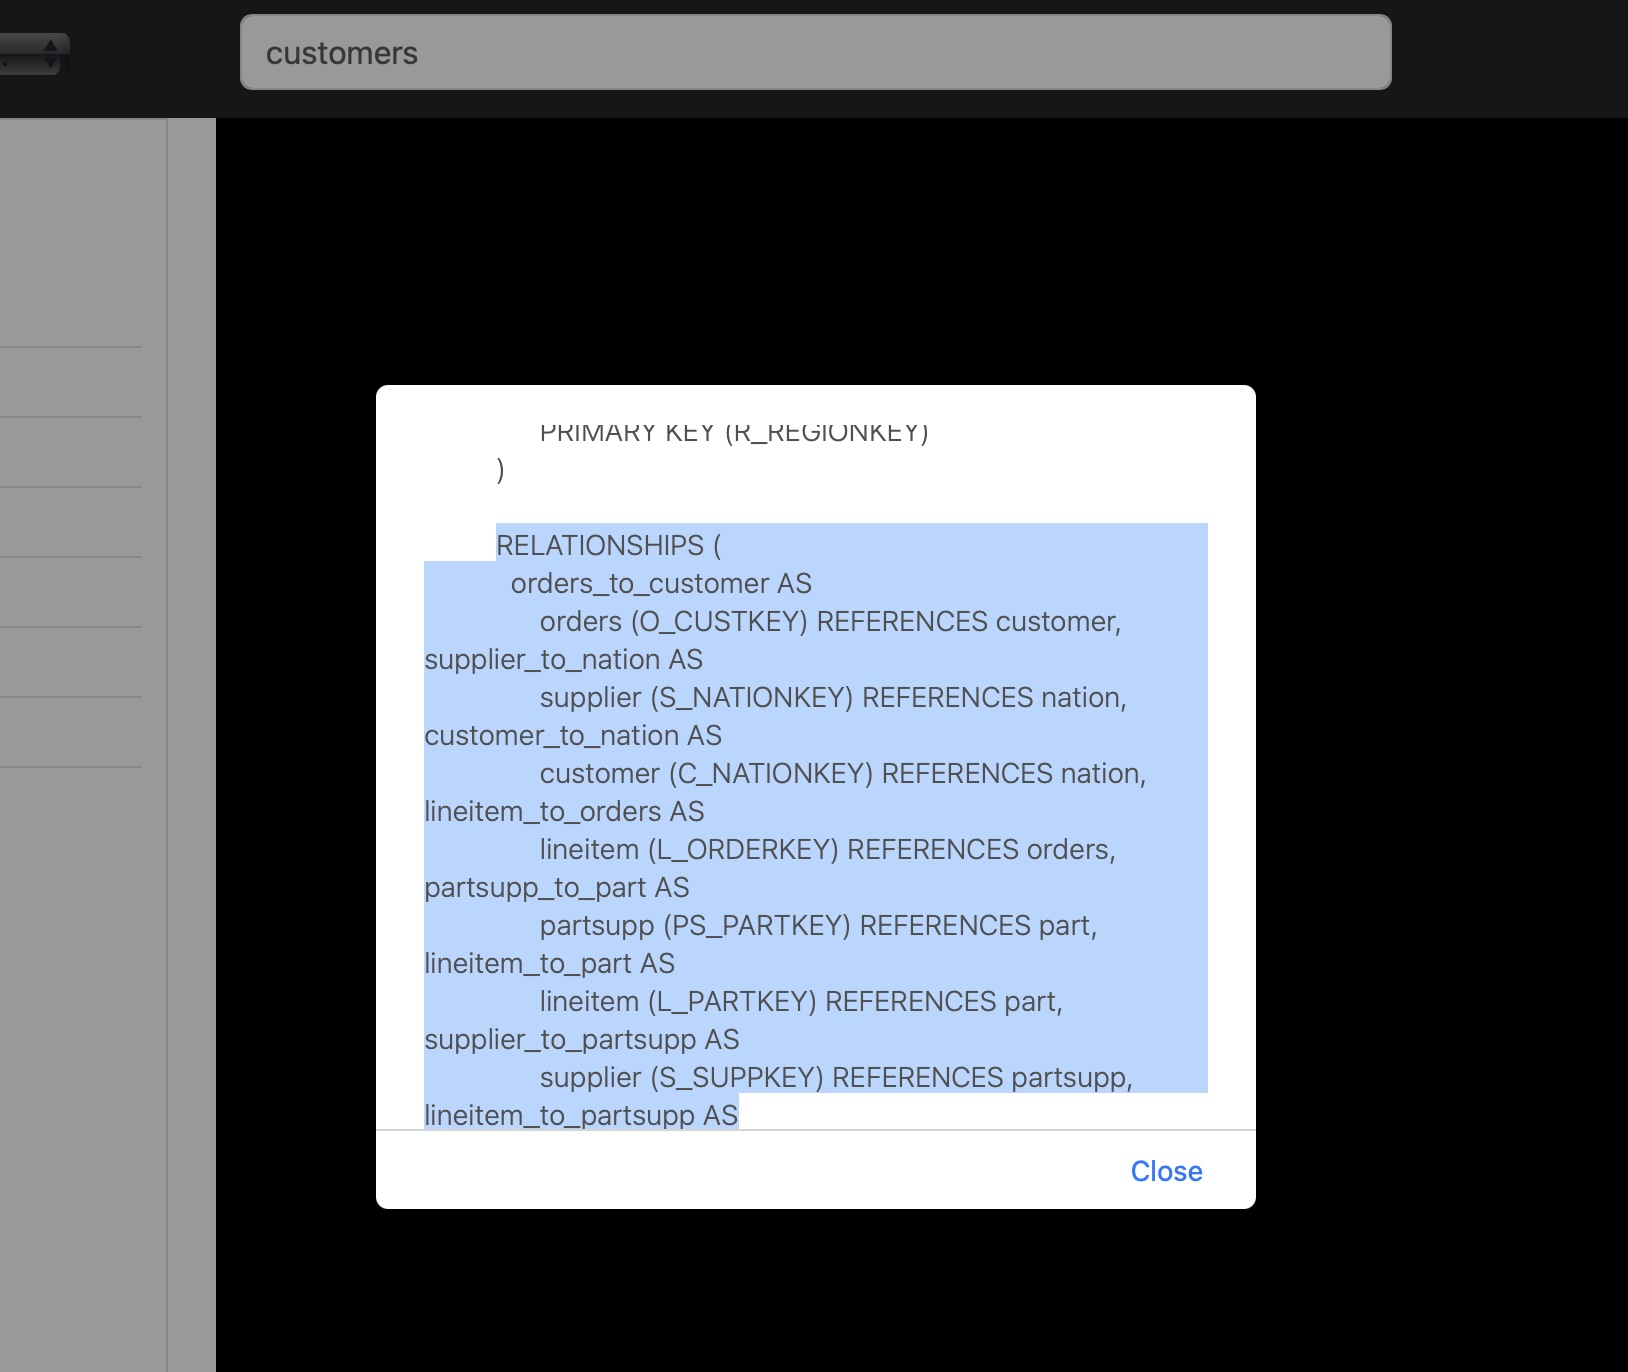 customers
PRIMARY KEY (R_REGIONKEY)
)
RELATIONSHIPS (
orders_to_customer AS
orders (O_CUSTKEY) REFERENCES customer,
supplier_to_nation AS
supplier (S_NATIONKEY) REFERENCES nation,
customer_to_nation AS
customer (C_NATIONKEY) REFERENCES nation,
lineitem_to_orders AS
lineitem (L_ORDERKEY) REFERENCES orders,
partsupp_to_part AS
partsupp (PS_PARTKEY) REFERENCES part,
lineitem_to_part AS
lineitem (L_PARTKEY) REFERENCES part,
supplier_to_partsupp AS
supplier (S_SUPPKEY) REFERENCES partsupp,
lineitem_to_partsupp AS
Close